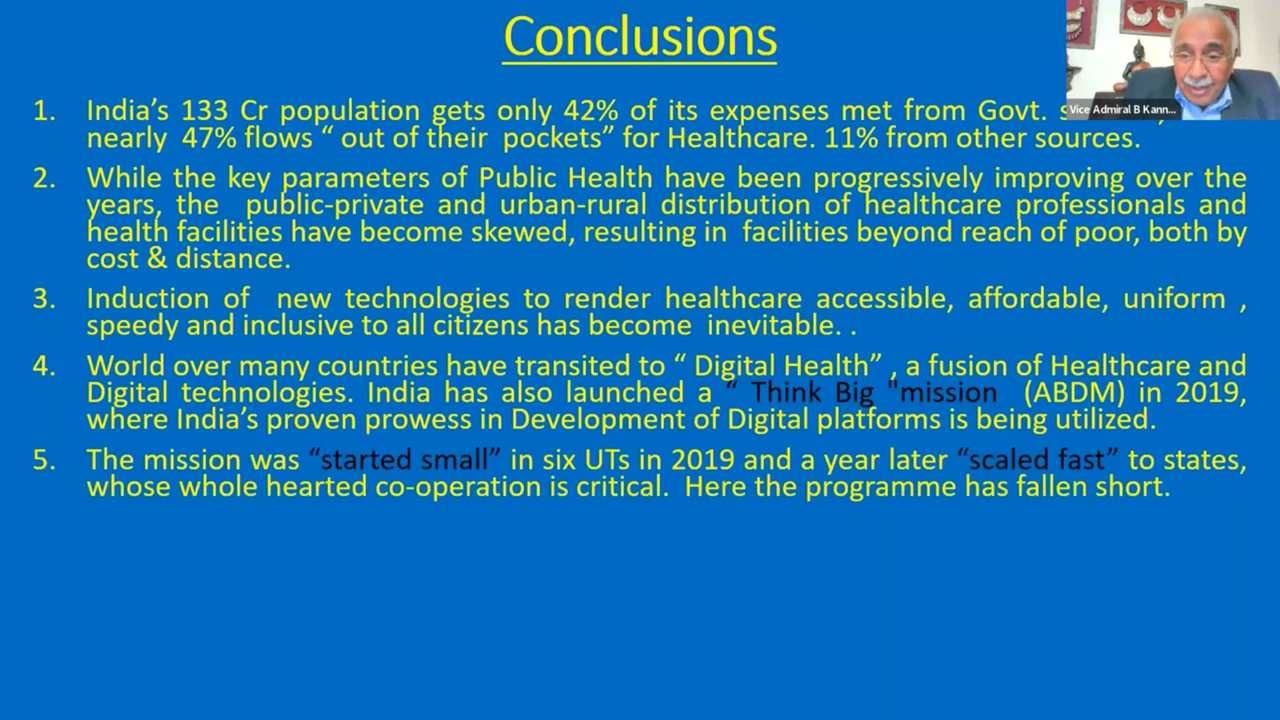 Conclusions
Vice Admiral B Kann...
1. India's 133 Cr population gets only 42% of its expenses met from Govt.
nearly 47% flows “ out of their pockets” for Healthcare. 11% from other sources.
2. While the key parameters of Public Health have been progressively improving over the
years, the public-private and urban-rural distribution of healthcare professionals and
health facilities have become skewed, resulting in facilities beyond reach of poor, both by
cost & distance.
3. Induction of new technologies to render healthcare accessible, affordable, uniform ,
speedy and inclusive to all citizens has become inevitable. .
4. World over many countries have transited to “ Digital Health” , a fusion of Healthcare and
Digital technologies. India has also launched a “ Think Big "mission (ABDM) in 2019,
where India’s proven prowess in Development of Digital platforms is being utilized.
5. The mission was “started small” in six UTs in 2019 and a year later “scaled fast” to states,
whose whole hearted co-operation is critical. Here the programme has fallen short.